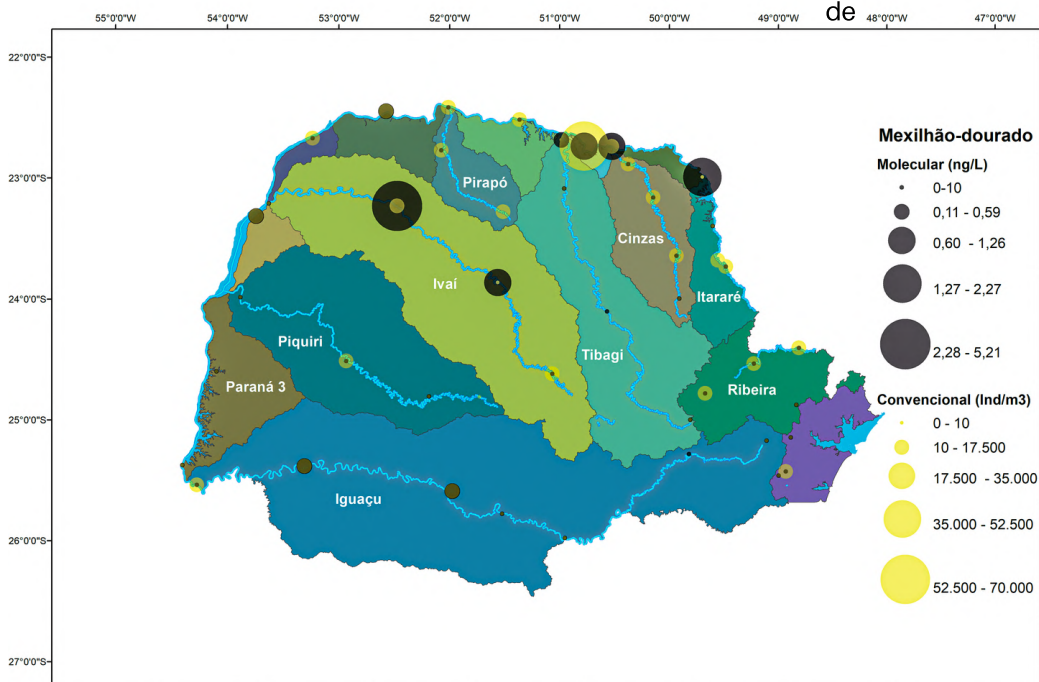 de
55°0'0"W 54°0'0"W 53°0'0"W 52°0'0"W 51°0'0"W 50°0'0"W 49°0'0"W 48°0'0"W 47°0'0"W
22°0'0"S
23°0'0"S
24°0'0"S
25°0'0"S
26°0'0"S
27°0'0"S
Pirapó
Cinzas
Ivaí
Itararé
Piquiri
Tibagi
Paraná 3
Ribeira
Iguaçu
Mexilhão-dourado
Molecular (ng/L)
0-10
0,11 - 0,59
0,60 - 1,26
1,27 - 2,27
2,28 - 5,21
Convencional (Ind/m3)
0 - 10
10 - 17.500
17.500 - 35.000
35.000 - 52.500
52.500 - 70.000